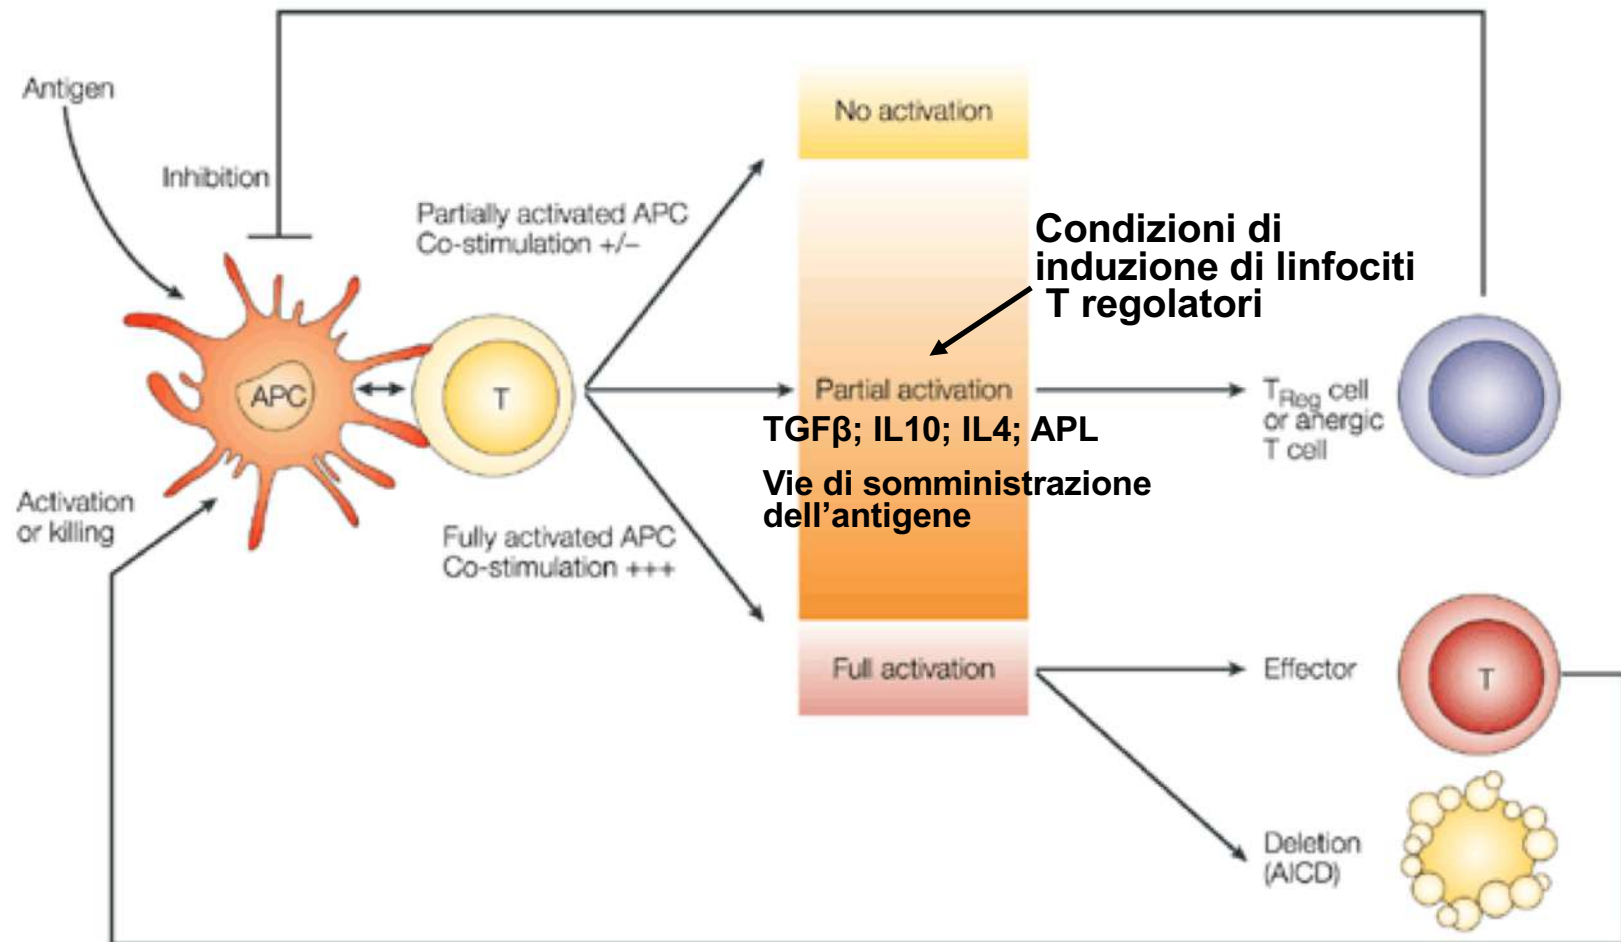 Antigen
Inhibition
Partially activated APC
Co-stimulation +/–
No activation
Condizioni di
induzione di linfociti
T regolatori
APC
T
Partial activation
TGFβ; IL10; IL4; APL
Vie di somministrazione
dell’antigene
TReg cell
or anergic
T cell
Activation
or killing
Fully activated APC
Co-stimulation +++
Full activation
Effector
T
Deletion
(AICD)